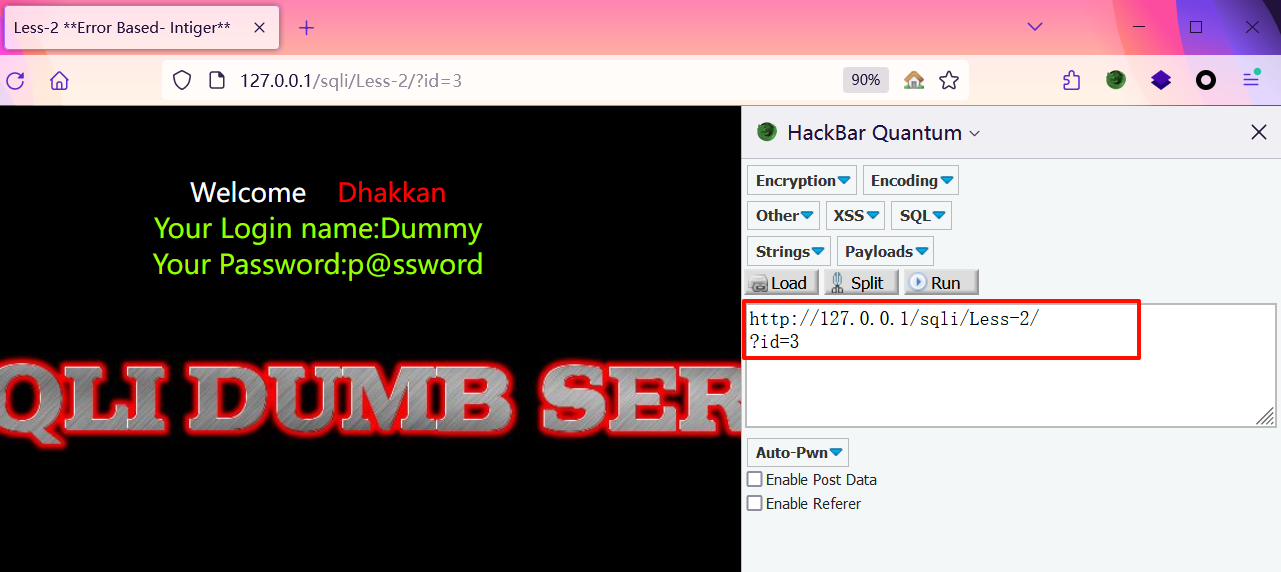 Less-2 **Error Based- Intiger**
127.0.0.1/sqli/Less-2/?id=3
90%
Welcome Dhakkan
Your Login name:Dummy
Your Password:p@ssword
QLI DUMB SER
HackBar Quantum
Encryption Encoding
Other XSS SQL
Strings Payloads
Load Split Run
http://127.0.0.1/sqli/Less-2/
?id=3
Auto-Pwn
Enable Post Data
Enable Referer